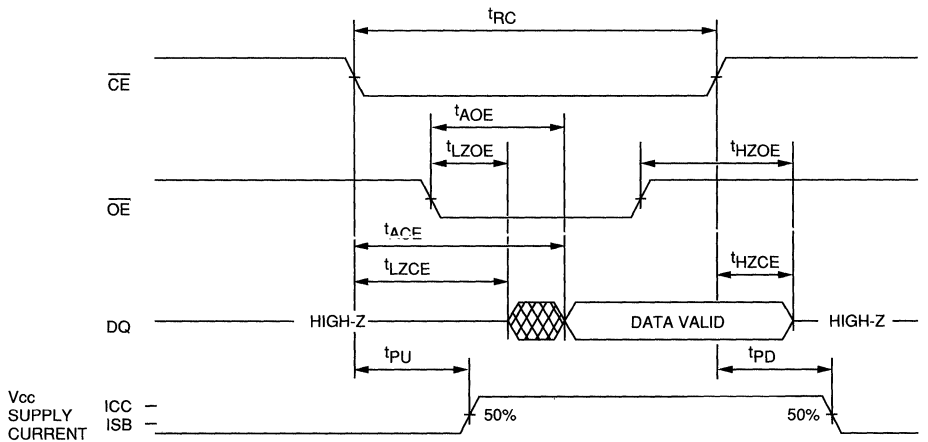 tRC
CE
tAOE
tLZOE
tHZOE
OE
tACE
tLZCE
tHZCE
DQ
HIGH-Z
DATA VALID
HIGH-Z
tPU
tPD
Vcc
SUPPLY
CURRENT
ICC
ISB
50%
50%